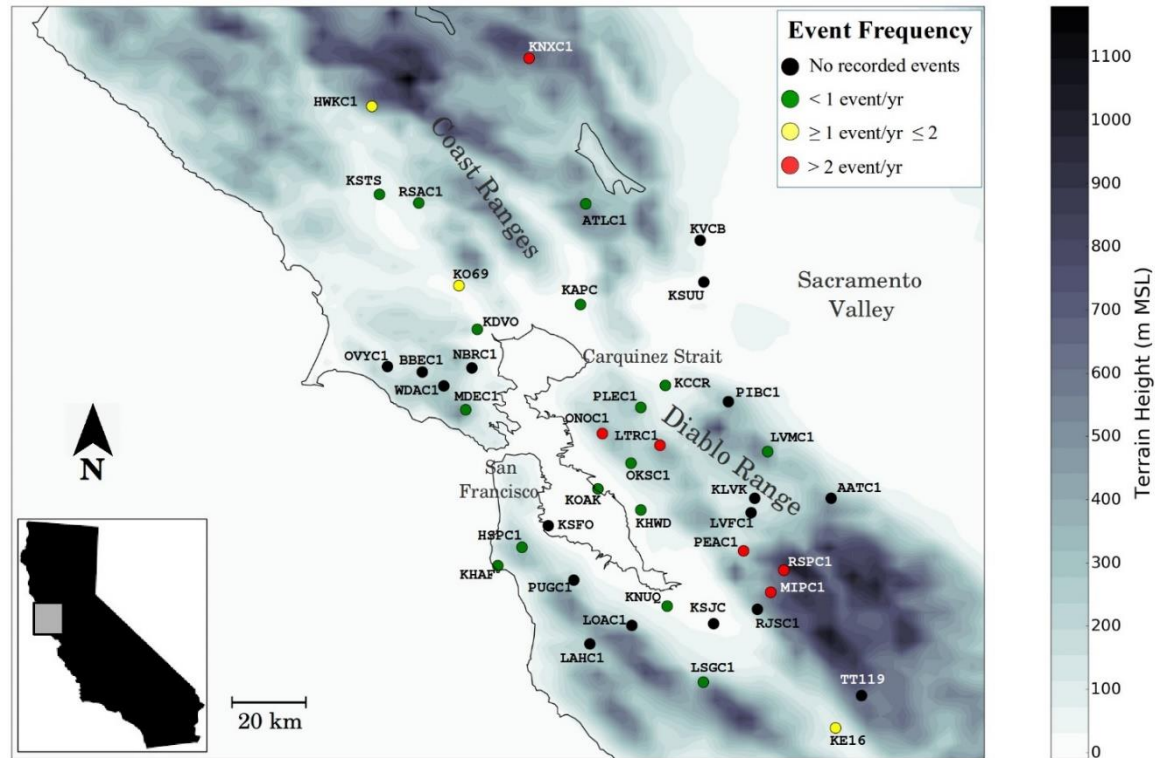 Event Frequency
No recorded events
< 1 event/yr
≥ 1 event/yr ≤ 2
> 2 event/yr
KNXC1
HWKC1
Coast Ranges
KSTS
RSAC1
ATLC1
KVCB
KSUU
Sacramento
Valley
KO69
KAPC
KDVO
OVYC1
BBEC1
NBRC1
WDAC1
MDEC1
Carquinez Strait
KCCR
PLEC1
PIBC1
ONOC1
LTRC1
Diablo Range
LVMC1
OKSC1
San
Francisco
KOAK
KLVK
AATC1
KHWD
LVFC1
KSFO
HSPC1
PEAC1
KHAF
RSPC1
PUGC1
MIPC1
KNUQ
KSJC
RJSC1
LOAC1
LAHC1
LSGC1
TT119
KE16
N
20 km
1100
1000
900
800
700
600
500
400
300
200
100
0
Terrain Height (m MSL)